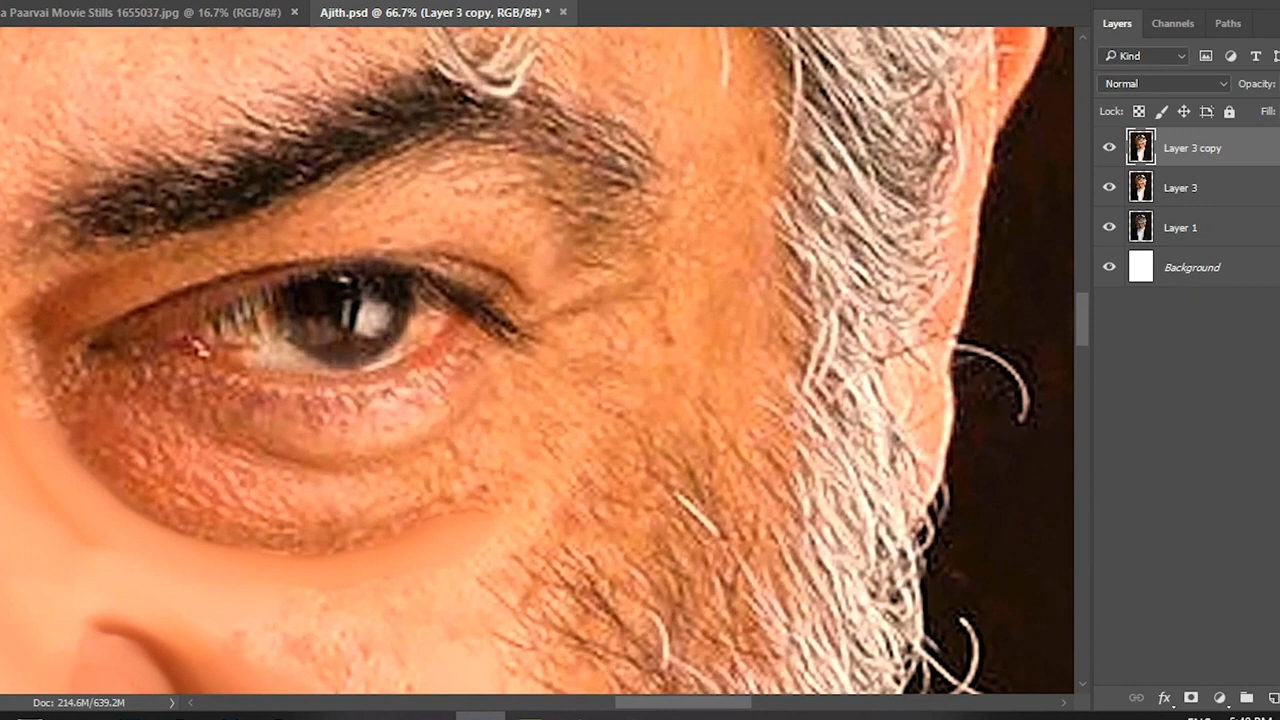 a Paarvai Movie Stills 1655037.jpg @ 16.7% (RGB/8#) × Ajith.psd @ 66.7% (Layer 3 copy, RGB/8#) * ×
Layers Channels Paths
Kind T
Normal Opacity:
Lock: Fill:
Layer 3 copy
Layer 3
Layer 1
Background
Doc: 214.6M/639.2M
fx